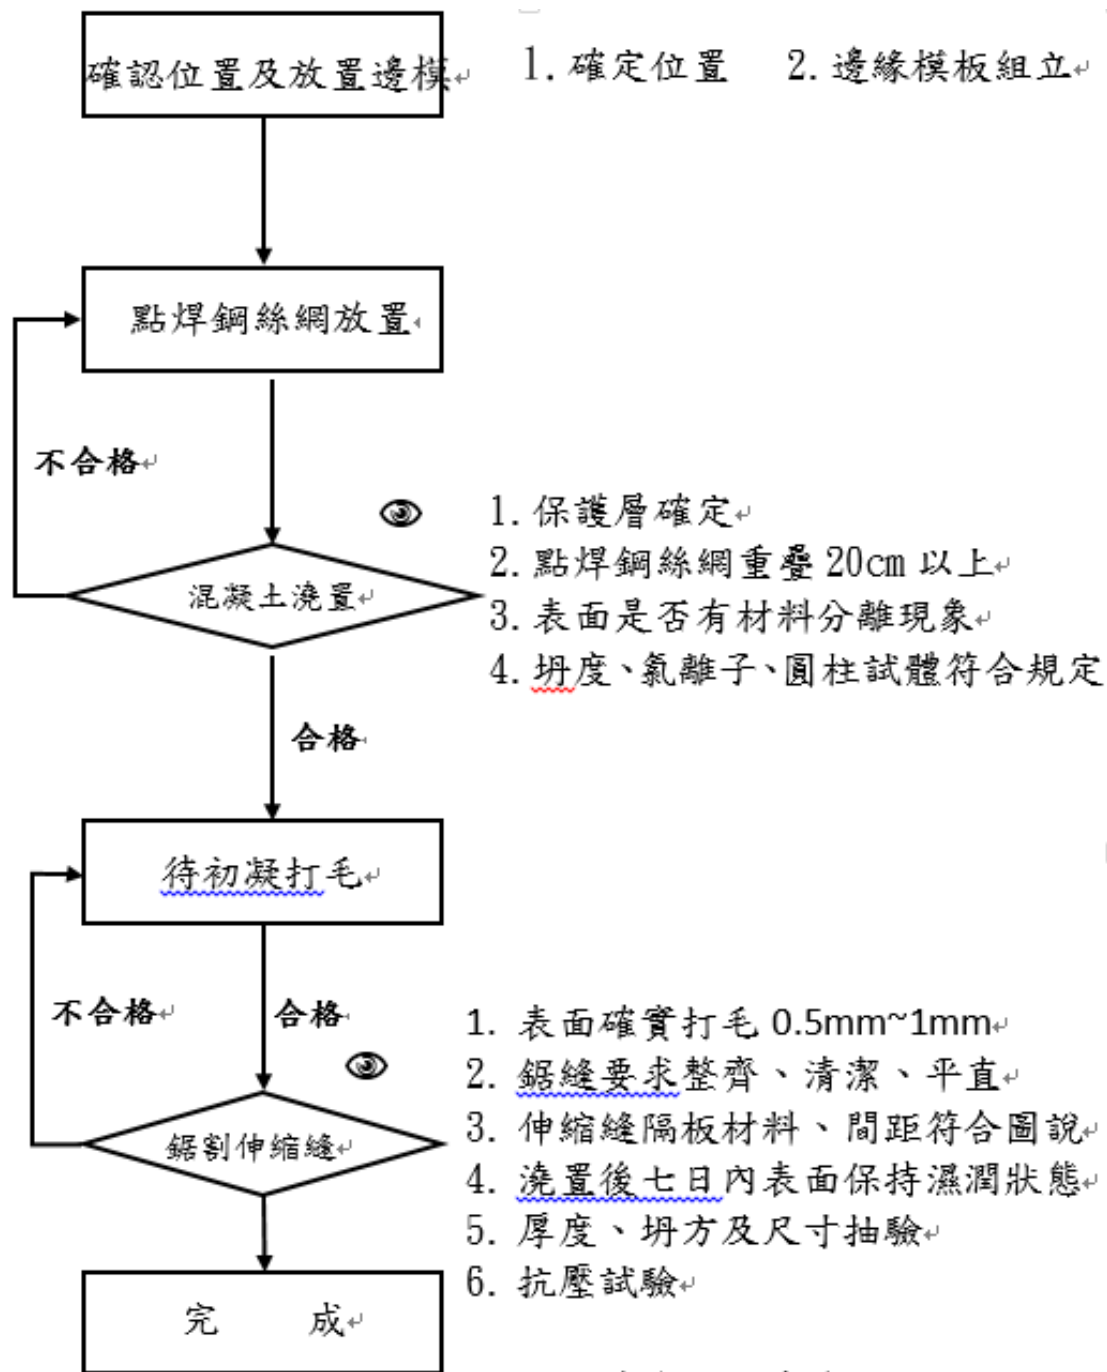 確認位置及放置邊模
1. 確定位置 2. 邊緣模板組立
點焊鋼絲網放置
不合格
1. 保護層確定
2. 點焊鋼絲網重疊 20cm 以上
混凝土澆置
3. 表面是否有材料分離現象
4. 坍度、氯離子、圓柱試體符合規定
合格
待初凝打毛
不合格
合格
1. 表面確實打毛 0.5mm~1mm
2. 鋸縫要求整齊、清潔、平直
3. 伸縮縫隔板材料、間距符合圖說
鋸割伸縮縫
4. 澆置後七日內表面保持濕潤狀態
5. 厚度、坍方及尺寸抽驗
6. 抗壓試驗
完 成